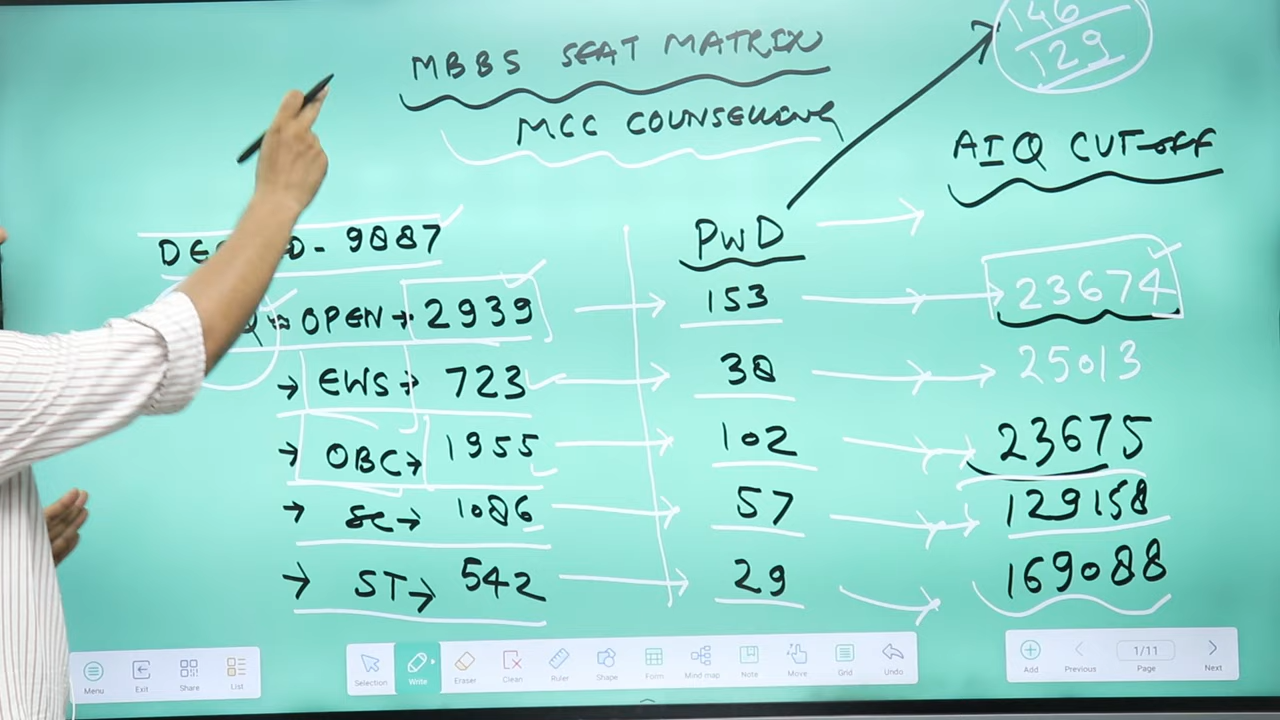 146
129
MBBS SEAT MATRIX
MCC COUNSELLING
AIQ CUT-OFF
- 9887
PWD
OPEN → 2939 → 153 → 23674
→ EWS → 723 → 38 → 25013
→ OBC → 1955 → 102 → 23675
→ SC → 1086 → 57 → 129158
→ ST → 542 → 29 → 169088
Menu Exit Share List
Selection Write Eraser Clean Ruler Shape Form Mind map Note Move Grid Undo
Add Previous 1/11 Page Next